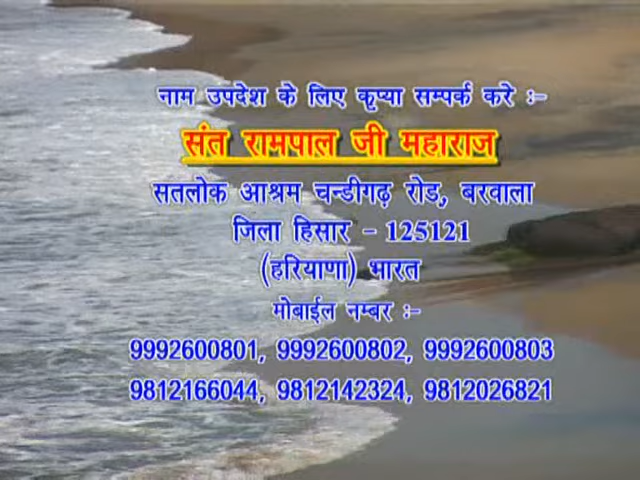 नाम उपदेश के लिए कृप्या सम्पर्क करे :-
संत रामपाल जी महाराज
सतलोक आश्रम चन्डीगढ़ रोड, बरवाला
जिला हिसार - 125121
(हरियाणा) भारत
मोबाईल नम्बर :-
9992600801, 9992600802, 9992600803
9812166044, 9812142324, 9812026821